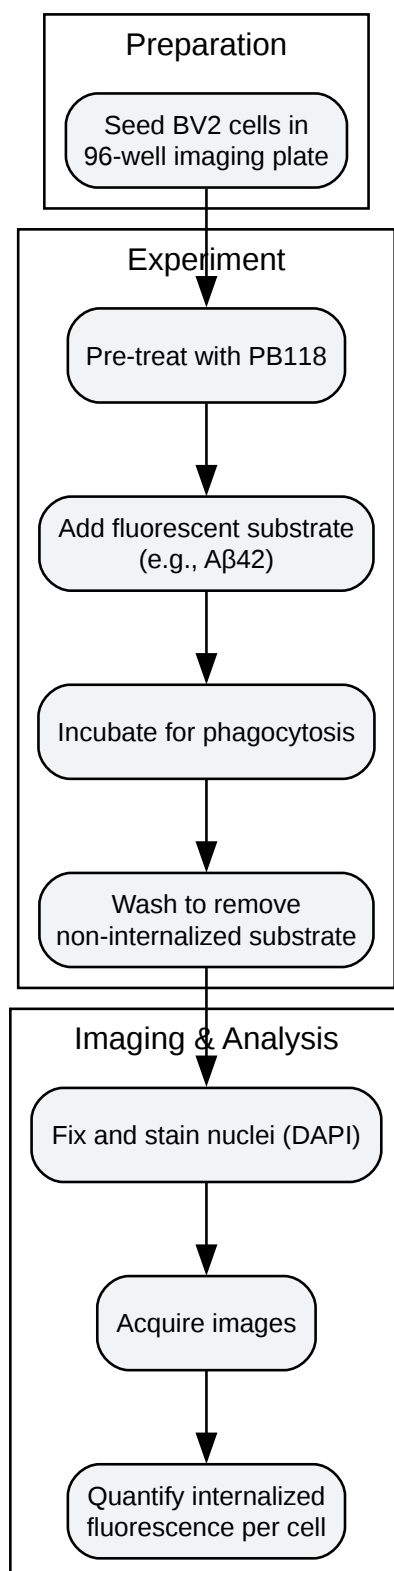 Preparation
Seed BV2 cells in
96-well imaging plate
Experiment
Pre-treat with PB118
Add fluorescent substrate
(e.g., Aβ42)
Incubate for phagocytosis
Wash to remove
non-internalized substrate
Imaging & Analysis
Fix and stain nuclei (DAPI)
Acquire images
Quantify internalized
fluorescence per cell